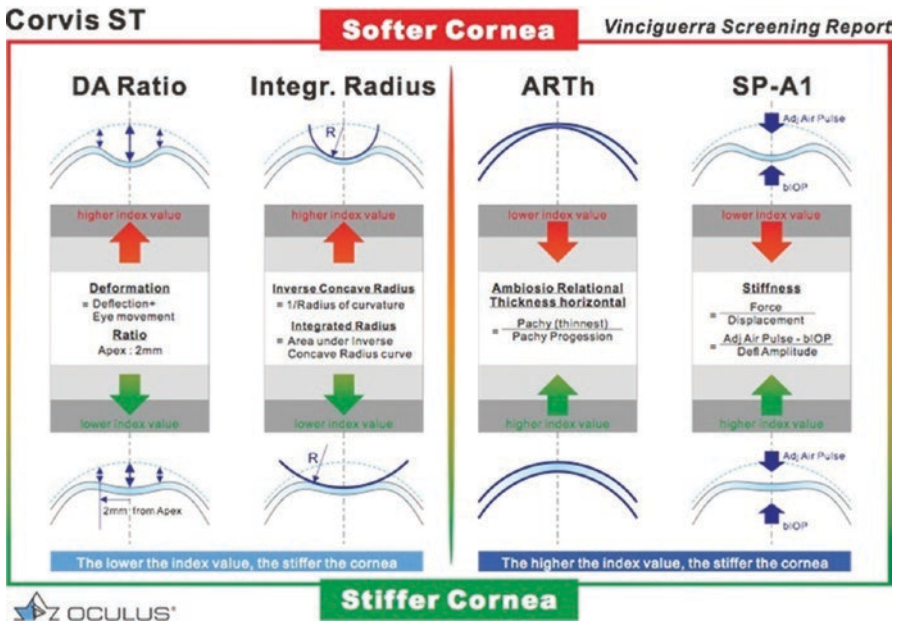 Corvis ST
Softer Cornea
Vinciguerra Screening Report
DA Ratio
higher index value
Deformation
= Deflection+
Eye movement
Ratio
Apex : 2mm
lower index value
2mm from Apex
Integr. Radius
R
higher index value
Inverse Concave Radius
= 1/Radius of curvature
Integrated Radius
= Area under Inverse
Concave Radius curve
lower index value
R
The lower the index value, the stiffer the cornea
ARTh
lower index value
Ambiosio Relational
Thickness horizontal
= Pachy (thinnest)
Pachy Progession
higher index value
SP-A1
Adj Air Pulse
bIOP
lower index value
Stiffness
= Force
Displacement
= Adj Air Pulse - bIOP
Defl Amplitude
higher index value
Adj Air Pulse
bIOP
The higher the index value, the stiffer the cornea
Stiffer Cornea
OCULUS®